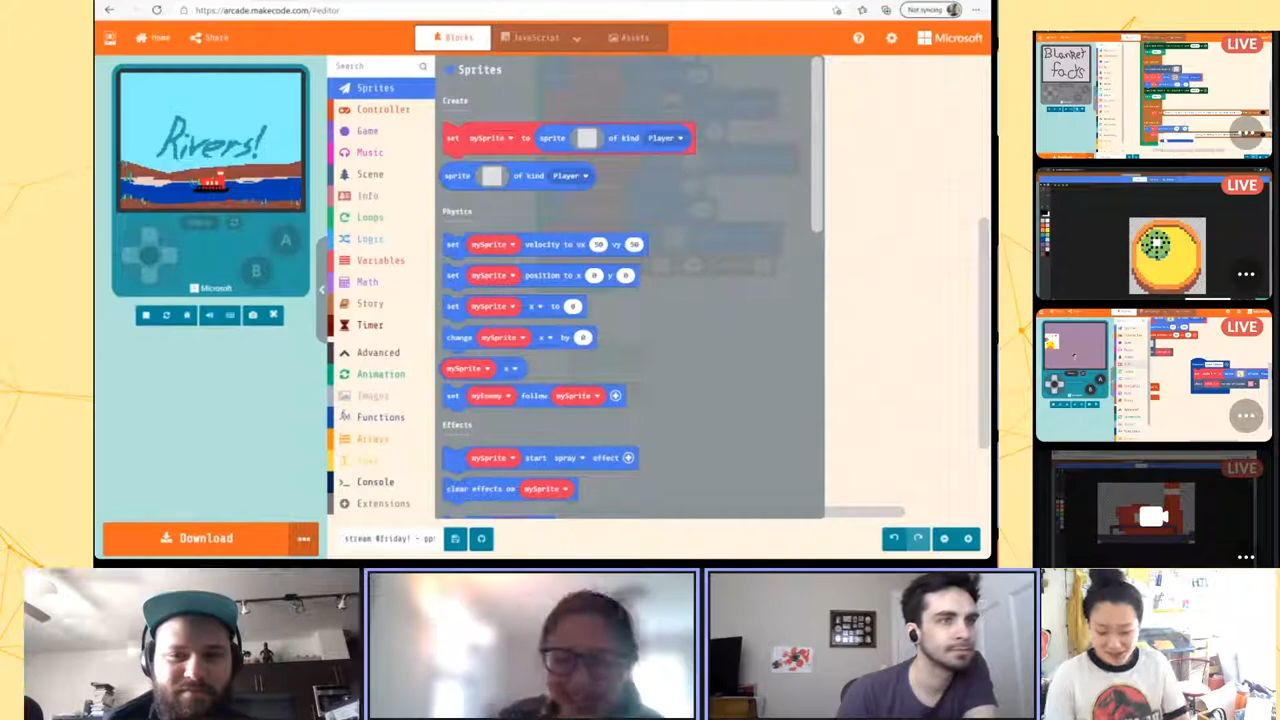 https://arcade.makecode.com/#editor
Not syncing
Home
Share
Blocks
JavaScript
Assets
Microsoft
Rivers!
A
B
Microsoft
Download
Search
Sprites
Controller
Game
Music
Scene
Info
Loops
Logic
Variables
Math
Story
Timer
Advanced
Animation
Images
Functions
Arrays
Console
Extensions
Sprites
Create
set mySprite to sprite of kind Player
sprite of kind Player
Physics
set mySprite velocity to vx 50 vy 50
set mySprite position to x 0 y 0
set mySprite x to 0
change mySprite x by 0
mySprite x
set myEnemy follow mySprite
Effects
mySprite start spray effect
clear effects on mySprite
LIVE
Blanket
facts
LIVE
LIVE
A
B
LIVE